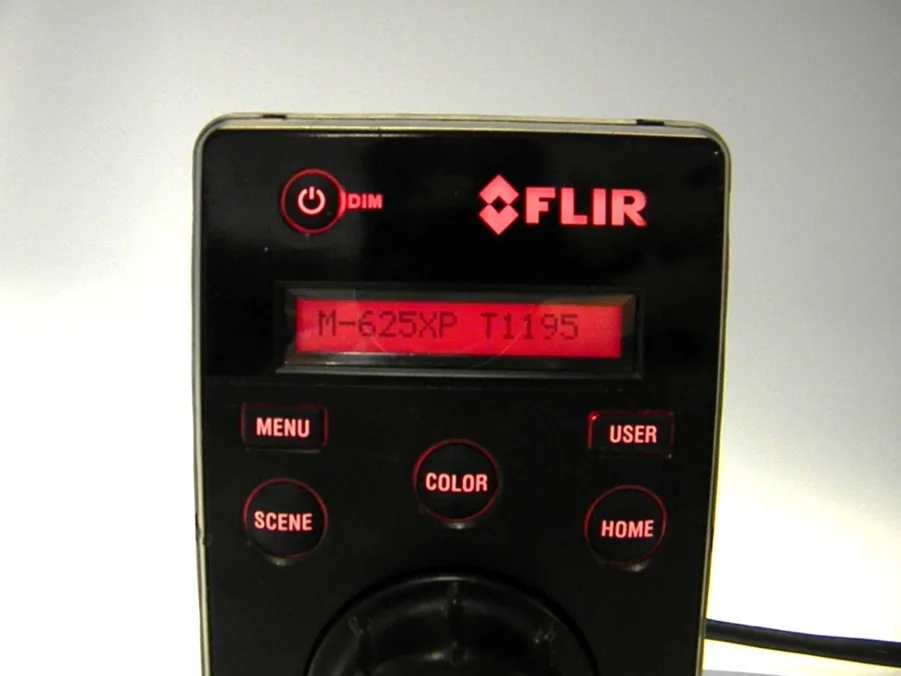 DIM
FLIR
M-625XP T1195
MENU
USER
COLOR
SCENE
HOME